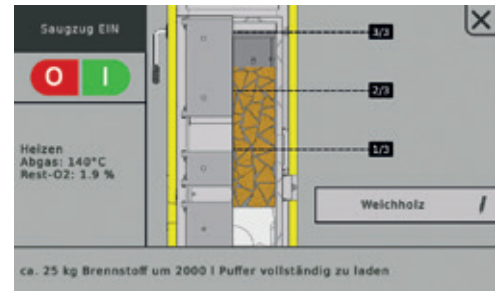 Saugzug EIN
O I
Heizen
Abgas: 140°C
Rest-O2: 1.9 %
3/3
2/3
1/3
Weichholz
ca. 25 kg Brennstoff um 2000 l Puffer vollständig zu laden